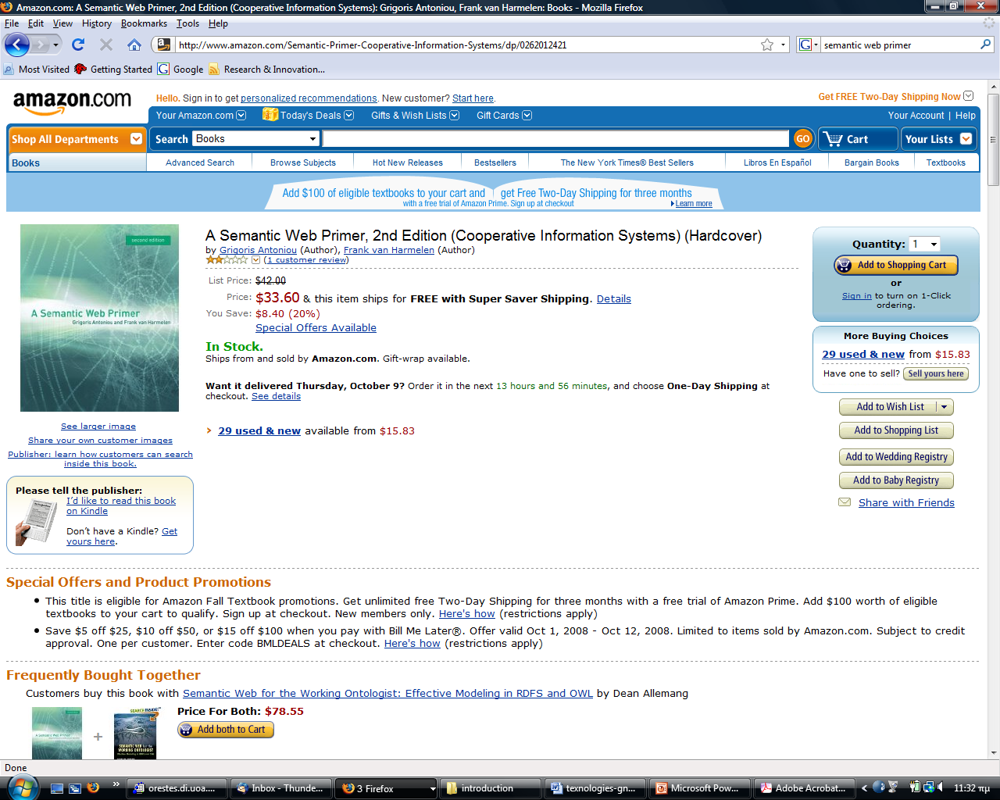 Amazon.com: A Semantic Web Primer, 2nd Edition (Cooperative Information Systems): Grigoris Antoniou, Frank van Harmelen: Books - Mozilla Firefox
File Edit View History Bookmarks Tools Help
http://www.amazon.com/Semantic-Primer-Cooperative-Information-Systems/dp/0262012421
semantic web primer
Most Visited Getting Started Google Research & Innovation...
amazon.com
Hello. Sign in to get personalized recommendations. New customer? Start here.
Get FREE Two-Day Shipping Now
Your Amazon.com Today's Deals Gifts & Wish Lists Gift Cards Your Account | Help
Shop All Departments Search Books GO Cart Your Lists
Books Advanced Search Browse Subjects Hot New Releases Bestsellers The New York Times® Best Sellers Libros En Español Bargain Books Textbooks
Add $100 of eligible textbooks to your cart and get Free Two-Day Shipping for three months
with a free trial of Amazon Prime. Sign up at checkout Learn more
second edition
A Semantic Web Primer
Grigoris Antoniou and Frank van Harmelen
See larger image
Share your own customer images
Publisher: learn how customers can search
inside this book.
Please tell the publisher:
I'd like to read this book
on Kindle
Don't have a Kindle? Get
yours here.
A Semantic Web Primer, 2nd Edition (Cooperative Information Systems) (Hardcover)
by Grigoris Antoniou (Author), Frank van Harmelen (Author)
(1 customer review)
List Price: $42.00
Price: $33.60 & this item ships for FREE with Super Saver Shipping. Details
You Save: $8.40 (20%)
Special Offers Available
In Stock.
Ships from and sold by Amazon.com. Gift-wrap available.
Want it delivered Thursday, October 9? Order it in the next 13 hours and 56 minutes, and choose One-Day Shipping at
checkout. See details
29 used & new available from $15.83
Quantity: 1
Add to Shopping Cart
or
Sign in to turn on 1-Click
ordering.
More Buying Choices
29 used & new from $15.83
Have one to sell? Sell yours here
Add to Wish List
Add to Shopping List
Add to Wedding Registry
Add to Baby Registry
Share with Friends
Special Offers and Product Promotions
This title is eligible for Amazon Fall Textbook promotions. Get unlimited free Two-Day Shipping for three months with a free trial of Amazon Prime. Add $100 worth of eligible
textbooks to your cart to qualify. Sign up at checkout. New members only. Here's how (restrictions apply)
Save $5 off $25, $10 off $50, or $15 off $100 when you pay with Bill Me Later®. Offer valid Oct 1, 2008 - Oct 12, 2008. Limited to items sold by Amazon.com. Subject to credit
approval. One per customer. Enter code BMLDEALS at checkout. Here's how (restrictions apply)
Frequently Bought Together
Customers buy this book with Semantic Web for the Working Ontologist: Effective Modeling in RDFS and OWL by Dean Allemang
A Semantic Web Primer
+
SEARCH INSIDE!
SEMANTIC WEB for the
WORKING ONTOLOGIST
Price For Both: $78.55
Add both to Cart
Done
orestes.di.uoa.... Inbox - Thunde... 3 Firefox introduction texnologies-gn... Microsoft Pow... Adobe Acrobat... 11:32 πμ